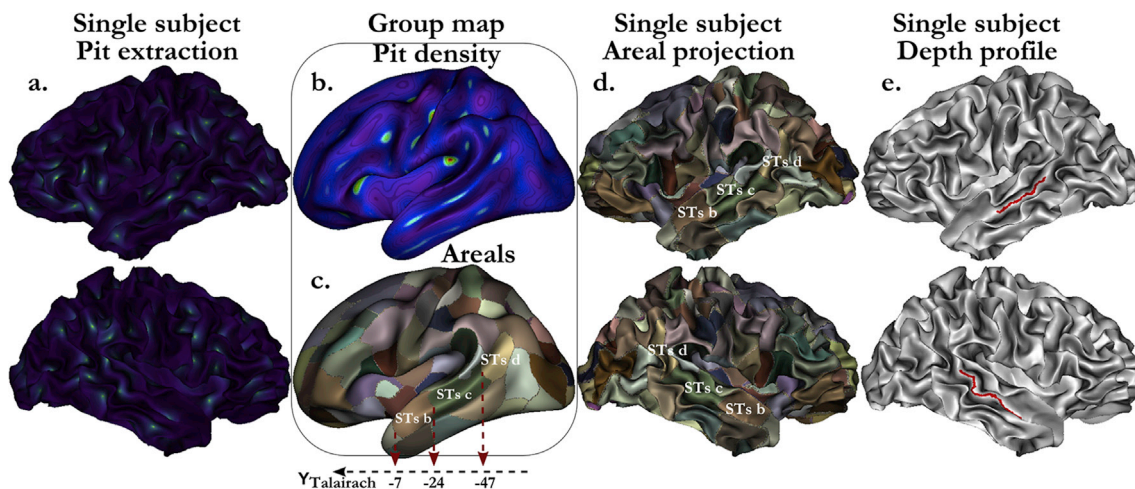 Single subject
Pit extraction
Group map
Pit density
Single subject
Areal projection
Single subject
Depth profile
a.
b.
d.
e.
STs d
STs c
STs b
Areals
c.
STs d
STs c
STs b
STs d
STs c
STs b
YTalairach
-7
-24
-47